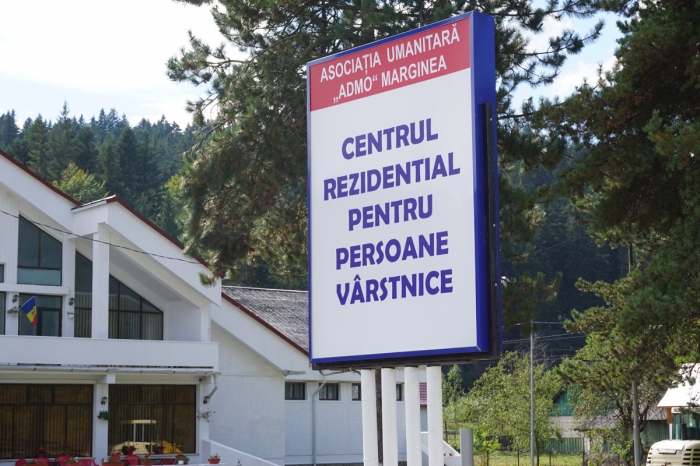 ASOCIAȚIA UMANITARĂ
„ADMO“ MARGINEA
CENTRUL
REZIDENTIAL
PENTRU
PERSOANE
VÂRSTNICE